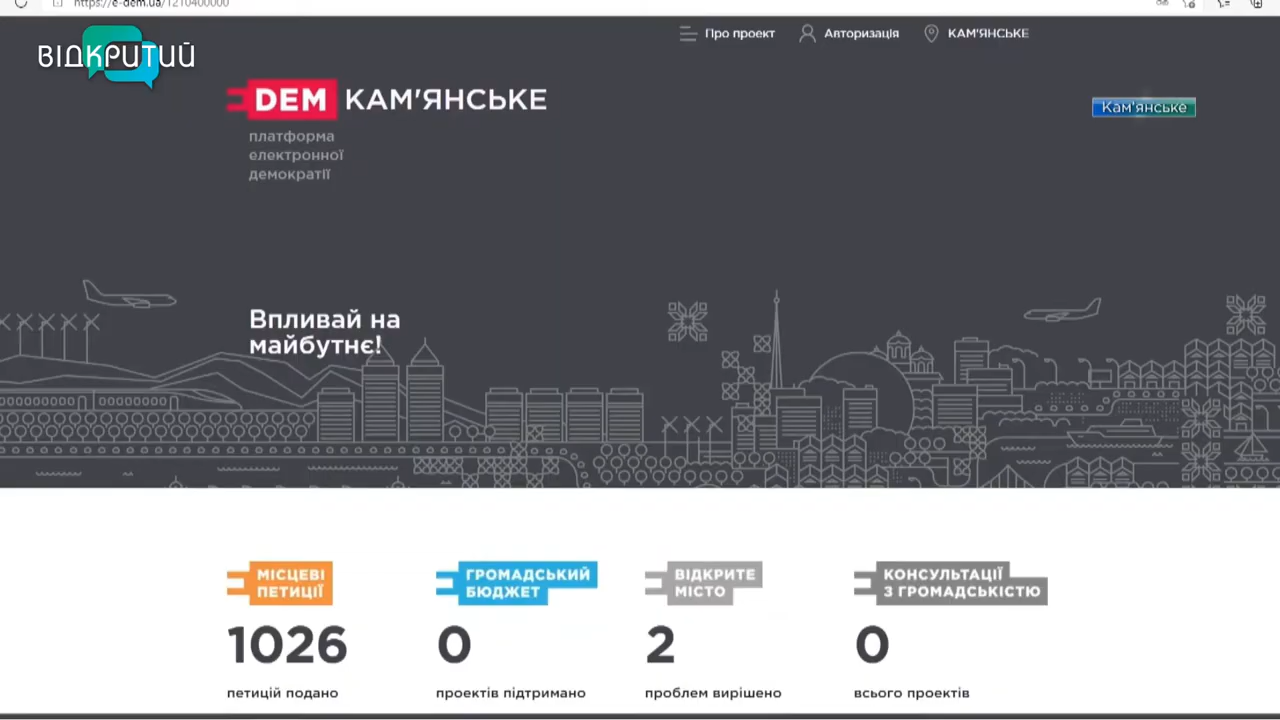 https://e-dem.ua/1210400000
Про проект
Авторизація
КАМ'ЯНСЬКЕ
ВІДКРИТИЙ
DEM КАМ'ЯНСЬКЕ
Кам'янське
платформа
електронної
демократії
Впливай на
майбутнє!
МІСЦЕВІ
ПЕТИЦІЇ
1026
петицій подано
ГРОМАДСЬКИЙ
БЮДЖЕТ
0
проектів підтримано
ВІДКРИТЕ
МІСТО
2
проблем вирішено
КОНСУЛЬТАЦІЇ
З ГРОМАДСЬКІСТЮ
0
всього проектів